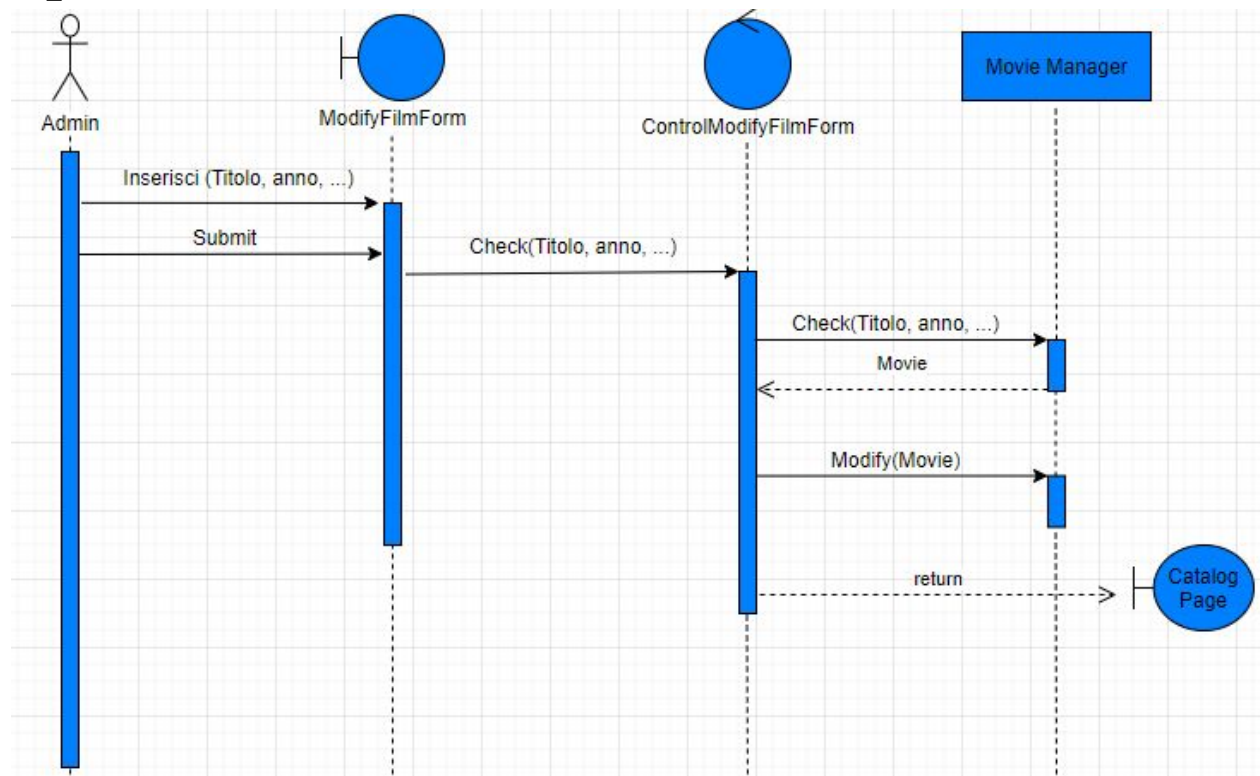 Admin
ModifyFilmForm
ControlModifyFilmForm
Movie Manager
Inserisci (Titolo, anno, ...)
Submit
Check(Titolo, anno, ...)
Check(Titolo, anno, ...)
Movie
Modify(Movie)
return
Catalog
Page